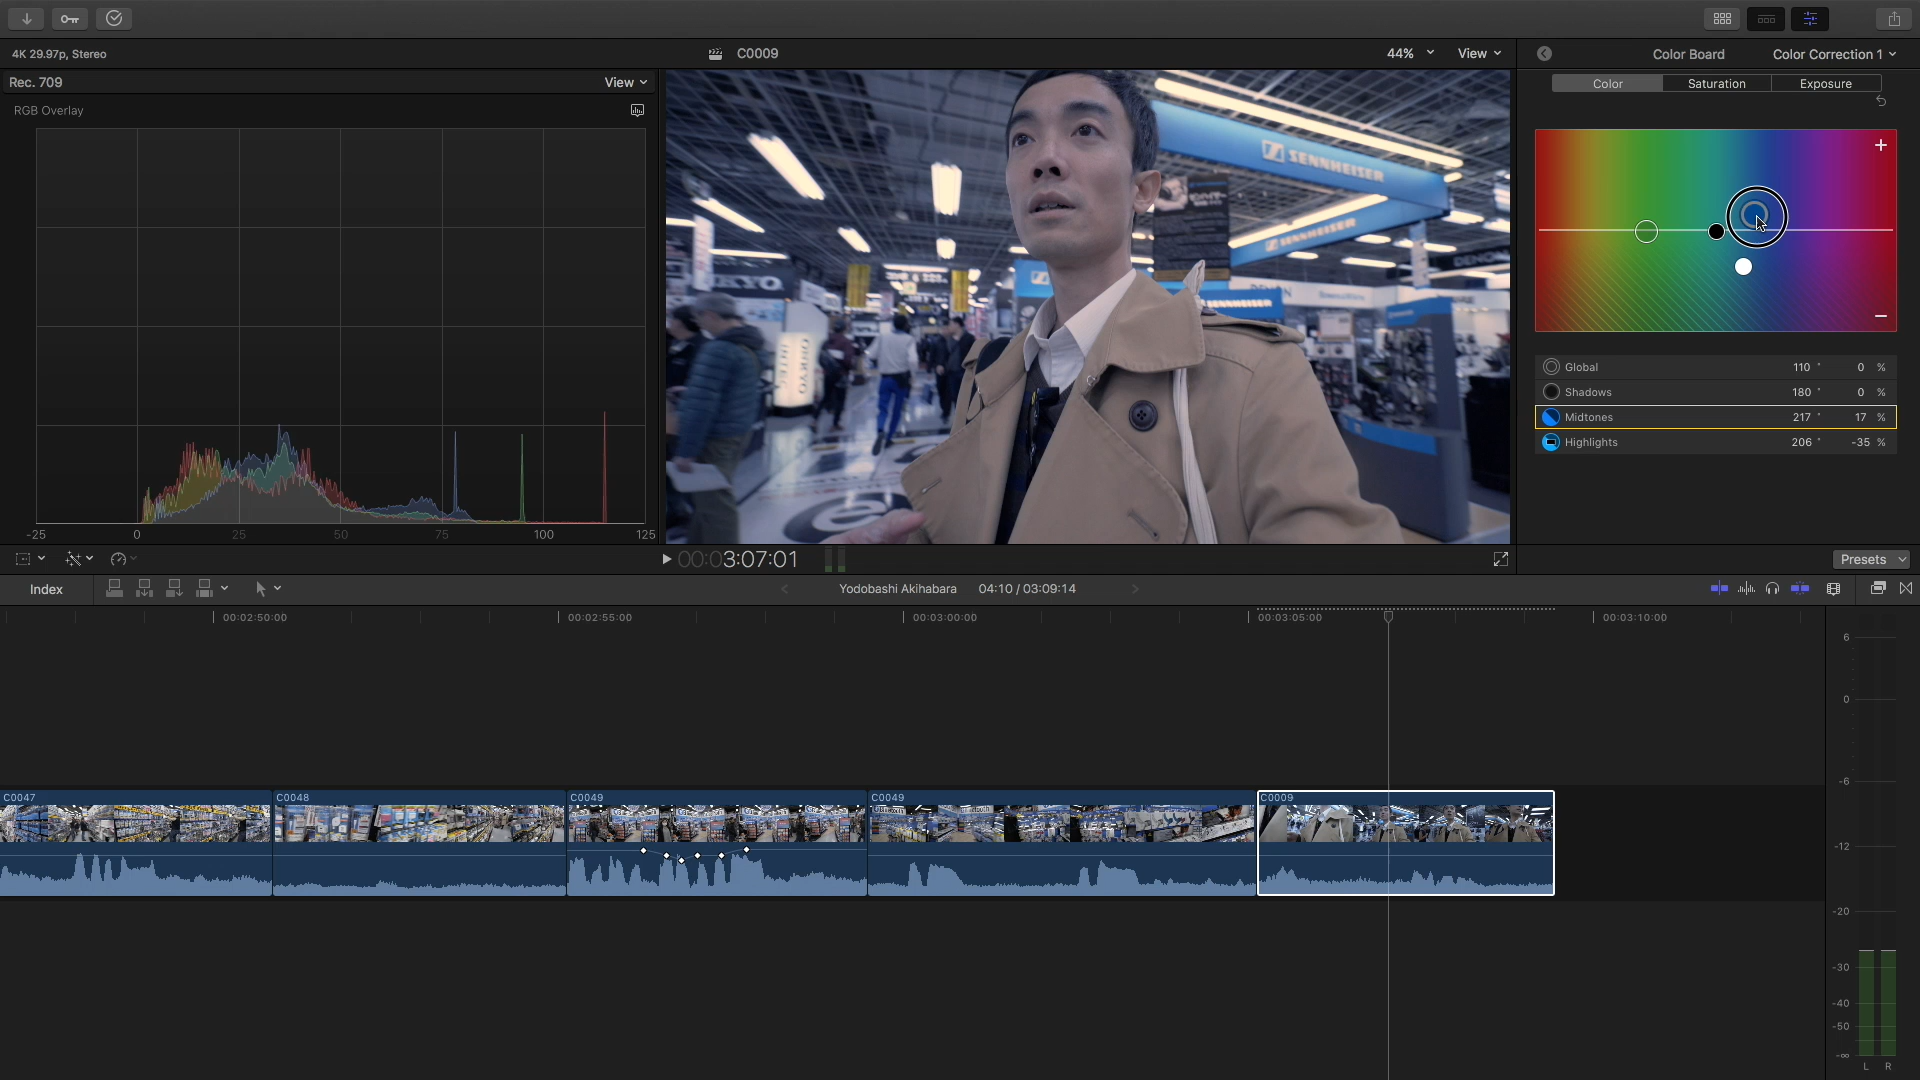 4K 29.97p, Stereo
C0009
44%
View
Color Board
Color Correction 1
Rec. 709
View
Color
Saturation
Exposure
RGB Overlay
SENNHEISER
SENNHEISER
SENNHEISER
DENON
Global 110 ° 0 %
Shadows 180 ° 0 %
Midtones 217 ° 17 %
Highlights 206 ° -35 %
-25 0 25 50 75 100 125
00:03:07:01
Presets
Index
Yodobashi Akihabara
04:10 / 03:09:14
00:02:50:00
00:02:55:00
00:03:00:00
00:03:05:00
00:03:10:00
C0047
C0048
C0049
C0049
C0009
6
0
-6
-12
-20
-30
-40
-50
-∞
L R